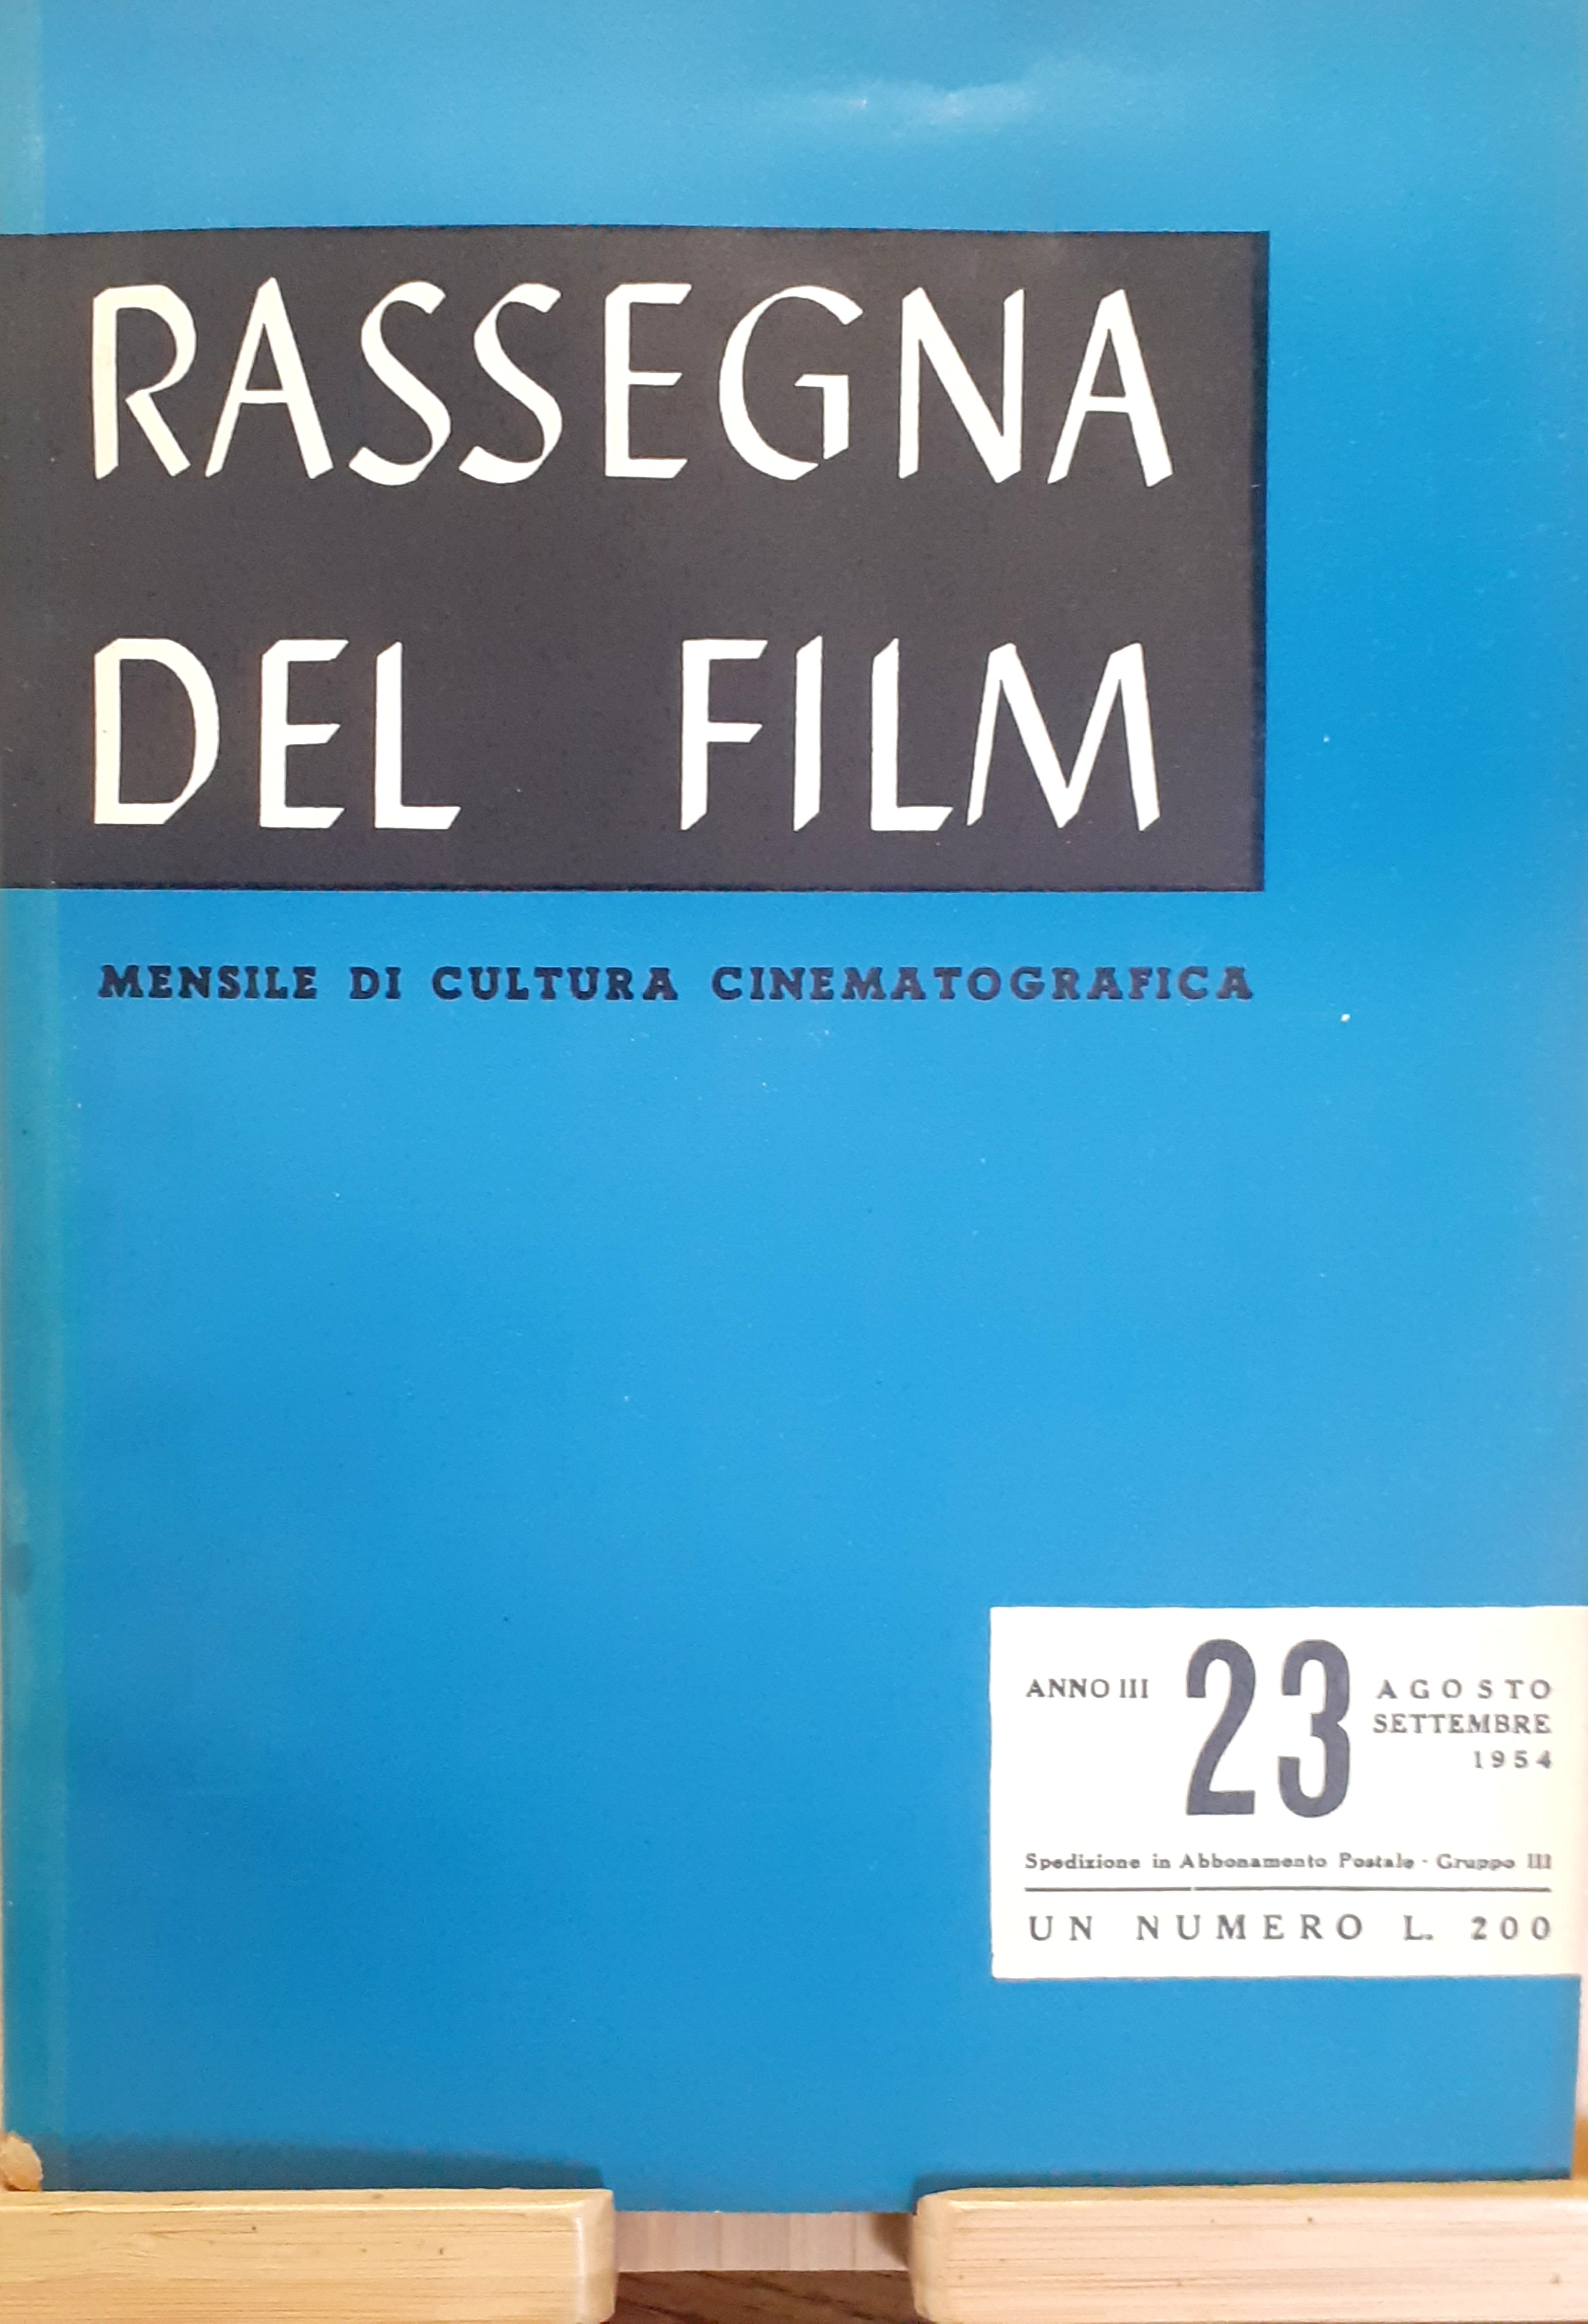 RASSEGNA
DEL FILM
MENSILE DI CULTURA CINEMATOGRAFICA
ANNO III 23 AGOSTO
SETTEMBRE
1954
Spedizione in Abbonamento Postale - Gruppo III
UN NUMERO L. 200